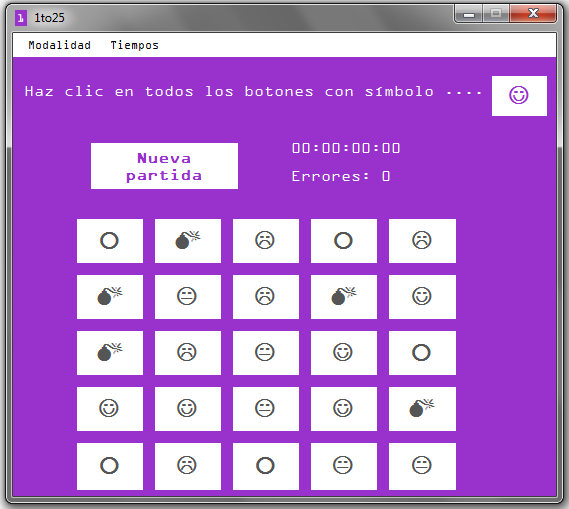 1to25
Modalidad Tiempos
Haz clic en todos los botones con símbolo ····
Nueva
partida
00:00:00:00
Errores: 0